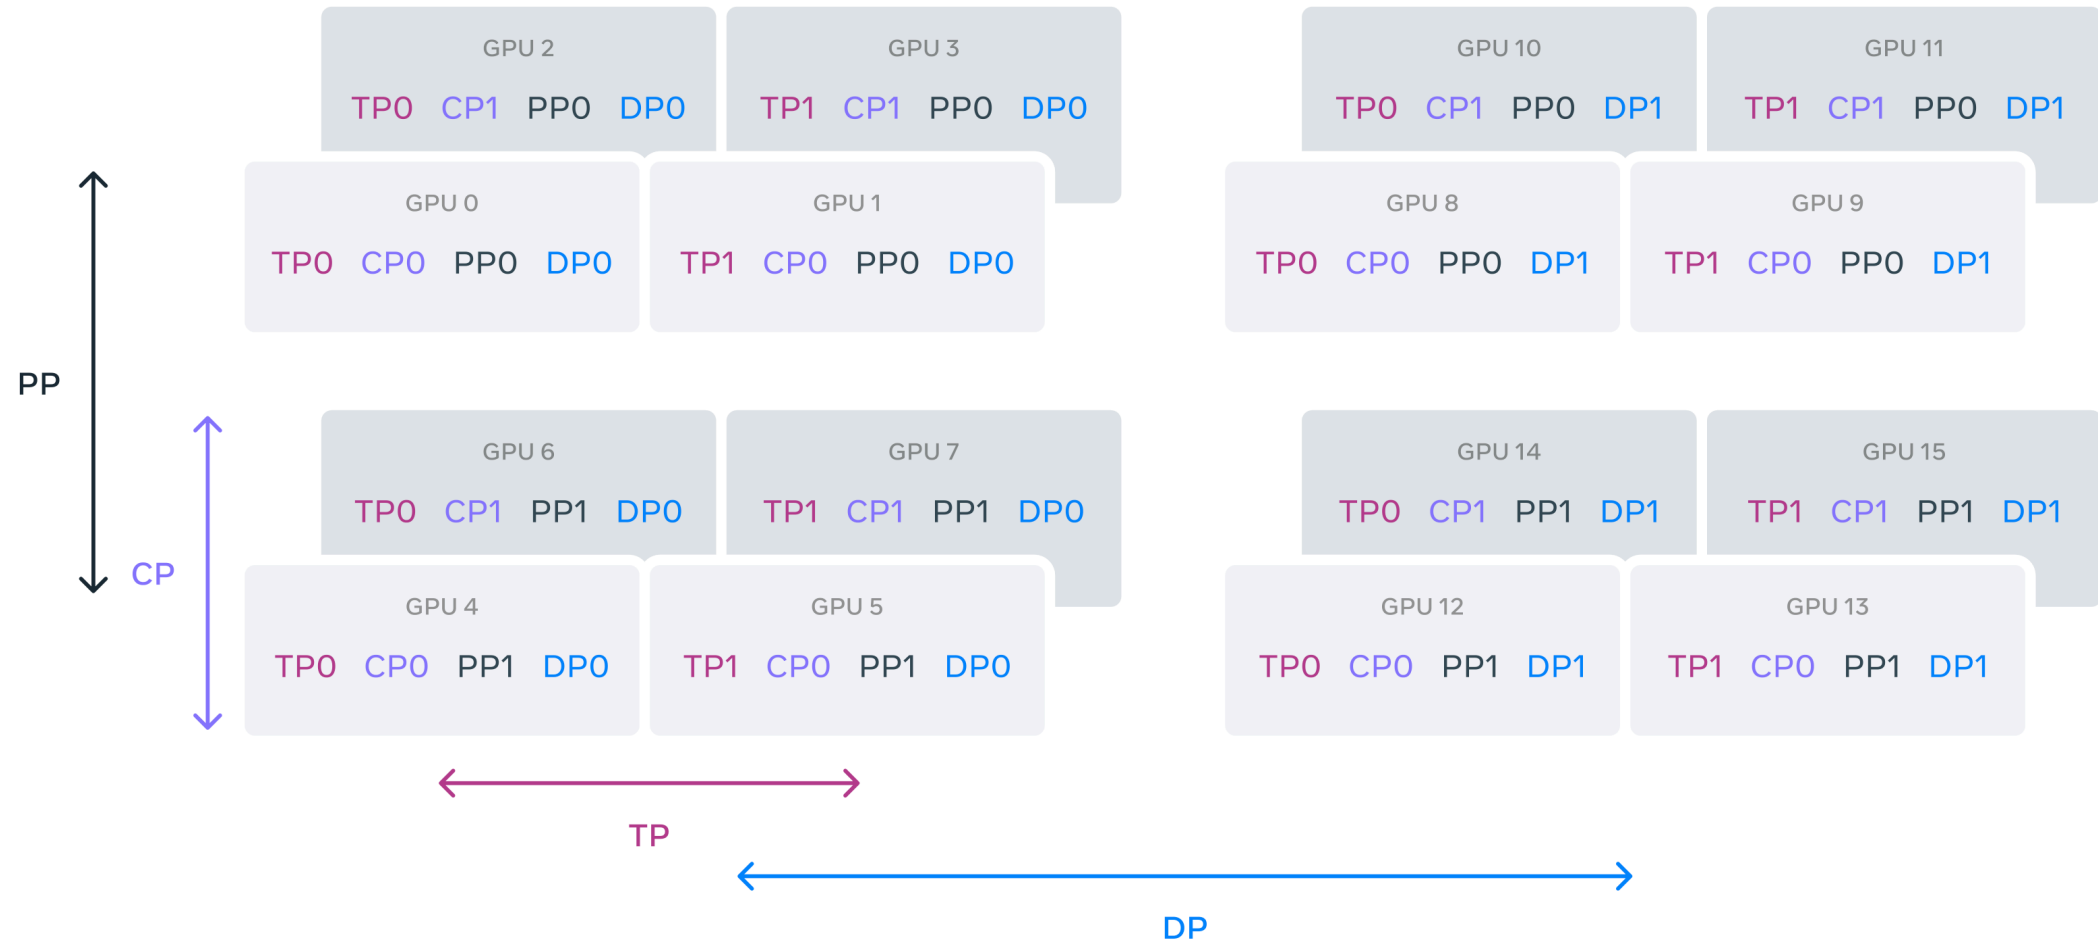 GPU 2
TP0 CP1 PP0 DP0
GPU 3
TP1 CP1 PP0 DP0
GPU 10
TP0 CP1 PP0 DP1
GPU 11
TP1 CP1 PP0 DP1
GPU 0
TP0 CP0 PP0 DP0
GPU 1
TP1 CP0 PP0 DP0
GPU 8
TP0 CP0 PP0 DP1
GPU 9
TP1 CP0 PP0 DP1
PP
GPU 6
TP0 CP1 PP1 DP0
GPU 7
TP1 CP1 PP1 DP0
GPU 14
TP0 CP1 PP1 DP1
GPU 15
TP1 CP1 PP1 DP1
CP
GPU 4
TP0 CP0 PP1 DP0
GPU 5
TP1 CP0 PP1 DP0
GPU 12
TP0 CP0 PP1 DP1
GPU 13
TP1 CP0 PP1 DP1
TP
DP